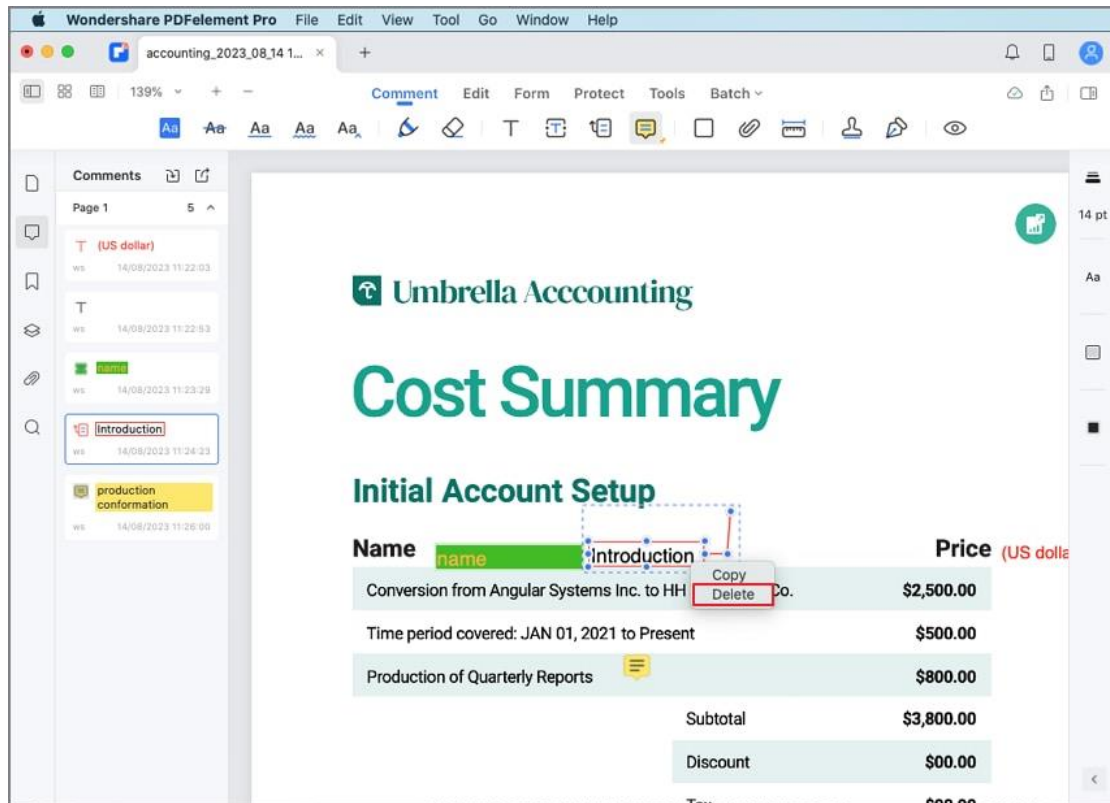 Wondershare PDFelement Pro File Edit View Tool Go Window Help
accounting_2023_08_14 1... × +
139% + −
Comment Edit Form Protect Tools Batch
Aa Aa Aa Aa Aa T T
Comments
Page 1 5
14 pt
T (US dollar)
ws 14/08/2023 11:22:03
Aa
T
ws 14/08/2023 11:22:53
name
ws 14/08/2023 11:23:29
Introduction
ws 14/08/2023 11:24:23
production
conformation
ws 14/08/2023 11:26:00
Umbrella Acccounting
Cost Summary
Initial Account Setup
Name name Introduction Price (US dolla
Copy
Delete
Conversion from Angular Systems Inc. to HH Co. $2,500.00
Time period covered: JAN 01, 2021 to Present $500.00
Production of Quarterly Reports $800.00
Subtotal $3,800.00
Discount $00.00